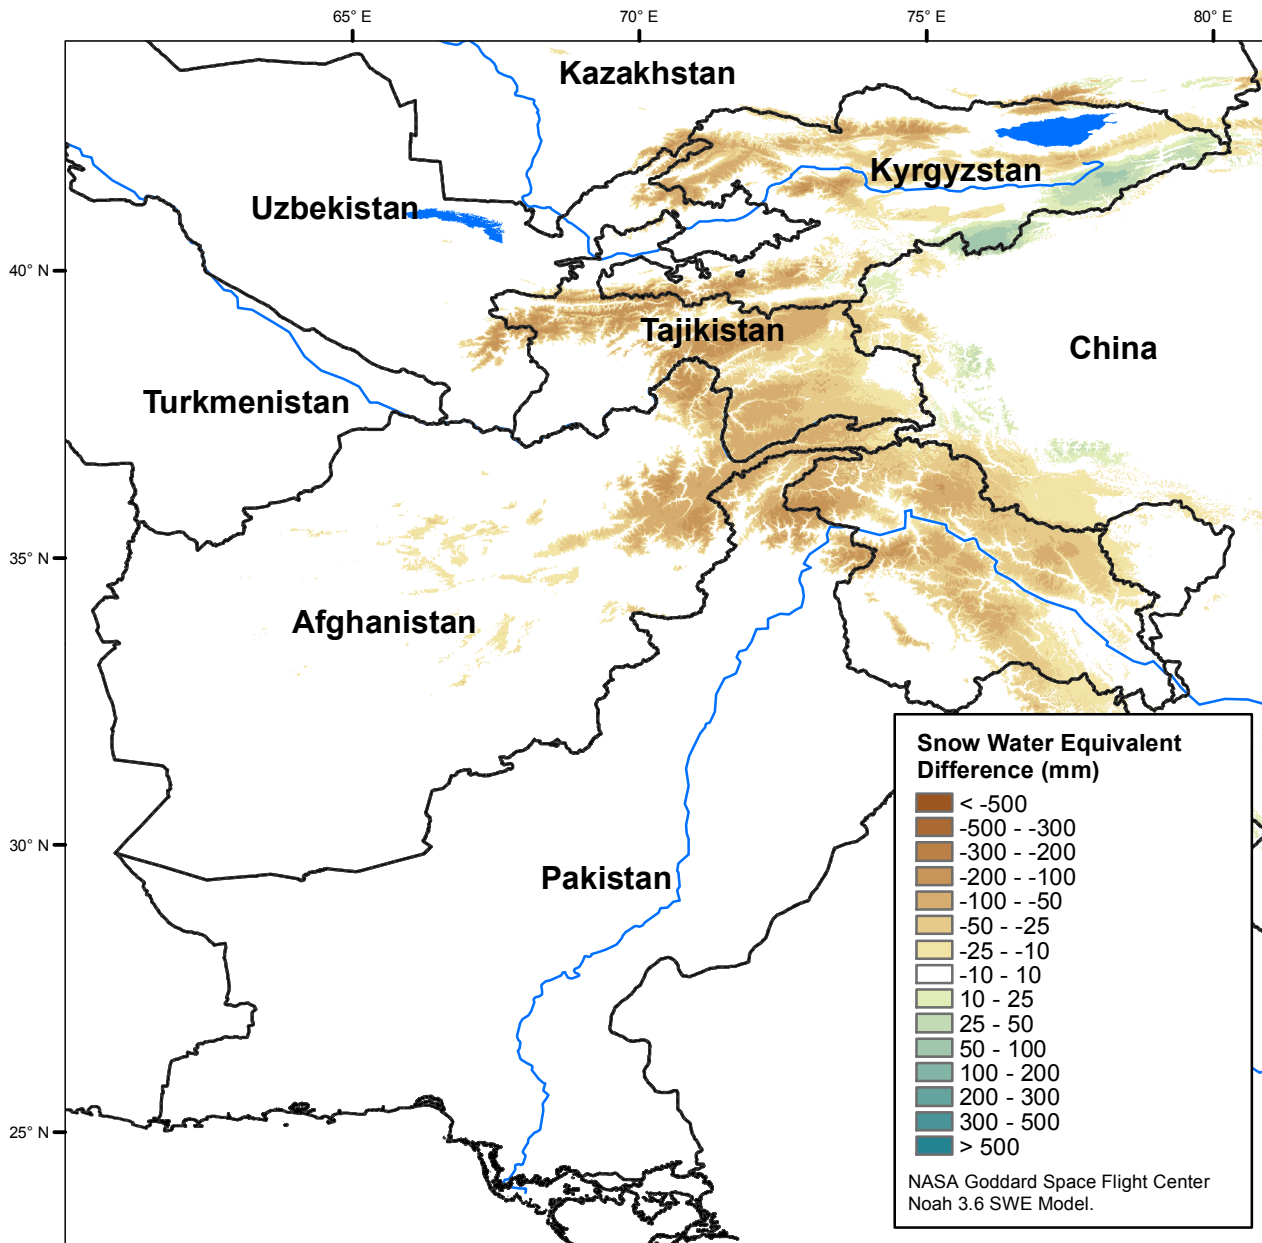 65° E
70° E
75° E
80° E
Kazakhstan
Kyrgyzstan
Uzbekistan
40° N
Tajikistan
China
Turkmenistan
35° N
Afghanistan
Snow Water Equivalent
Difference (mm)
< -500
-500 - -300
-300 - -200
-200 - -100
-100 - -50
-50 - -25
-25 - -10
-10 - 10
10 - 25
25 - 50
50 - 100
100 - 200
200 - 300
300 - 500
> 500
NASA Goddard Space Flight Center
Noah 3.6 SWE Model.
30° N
Pakistan
25° N